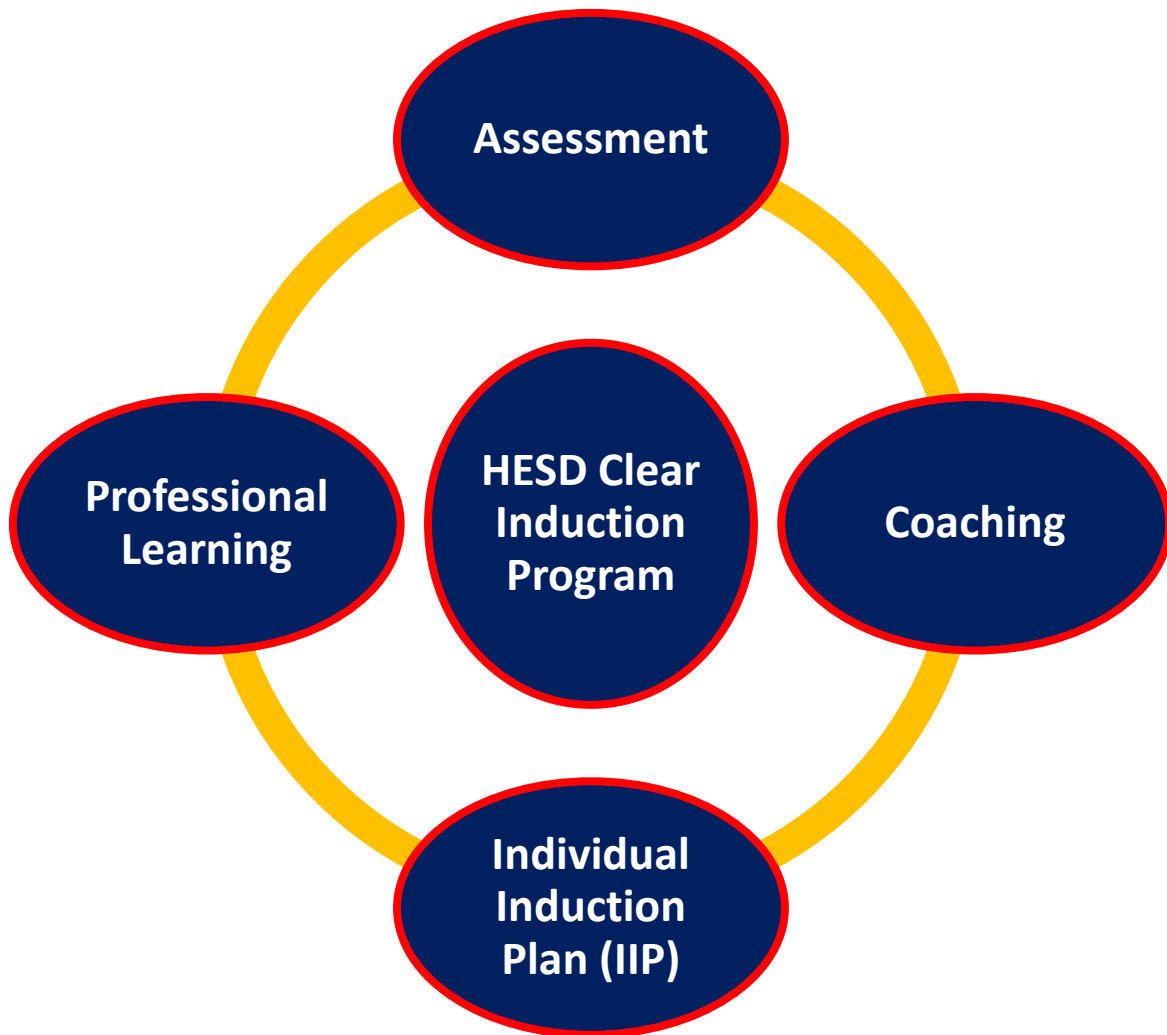 Assessment
Professional
Learning
HESD Clear
Induction
Program
Coaching
Individual
Induction
Plan (IIP)